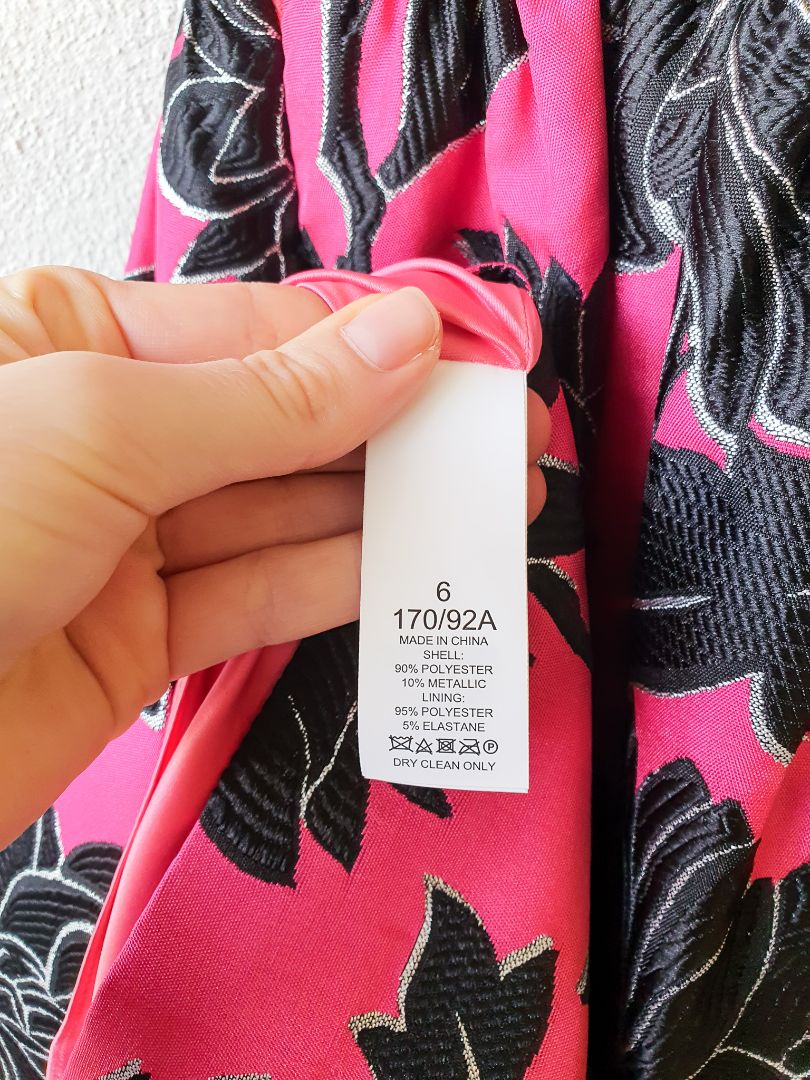 6
170/92A
MADE IN CHINA
SHELL:
90% POLYESTER
10% METALLIC
LINING:
95% POLYESTER
5% ELASTANE
P
DRY CLEAN ONLY